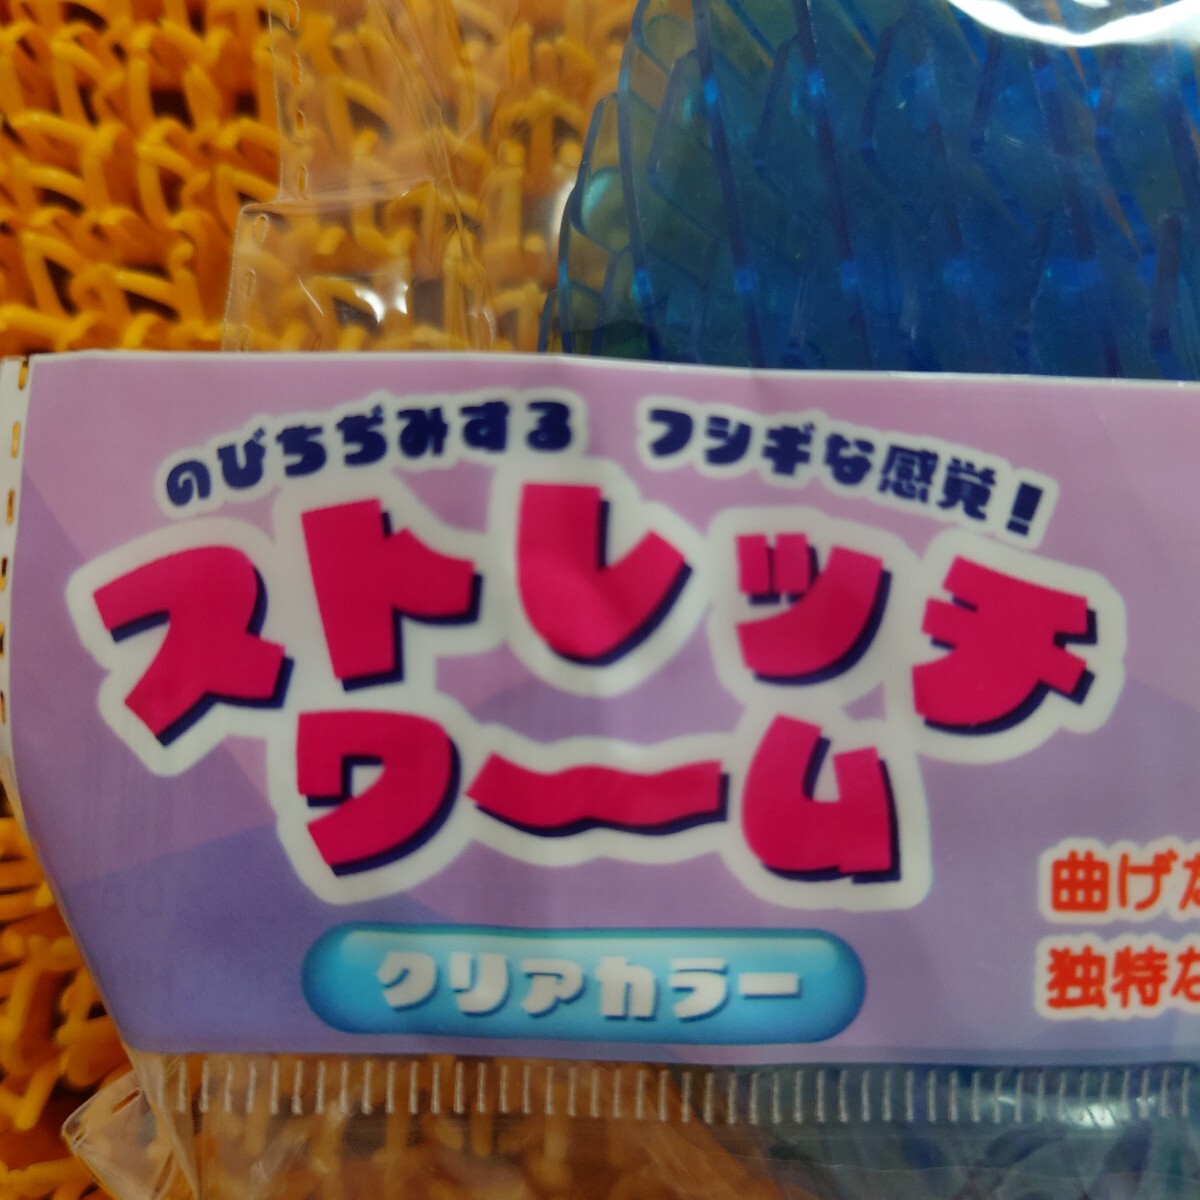 のびちぢみする フシギな感覚!
ストレッチ
ワーム
クリアカラー
曲げ
独特な